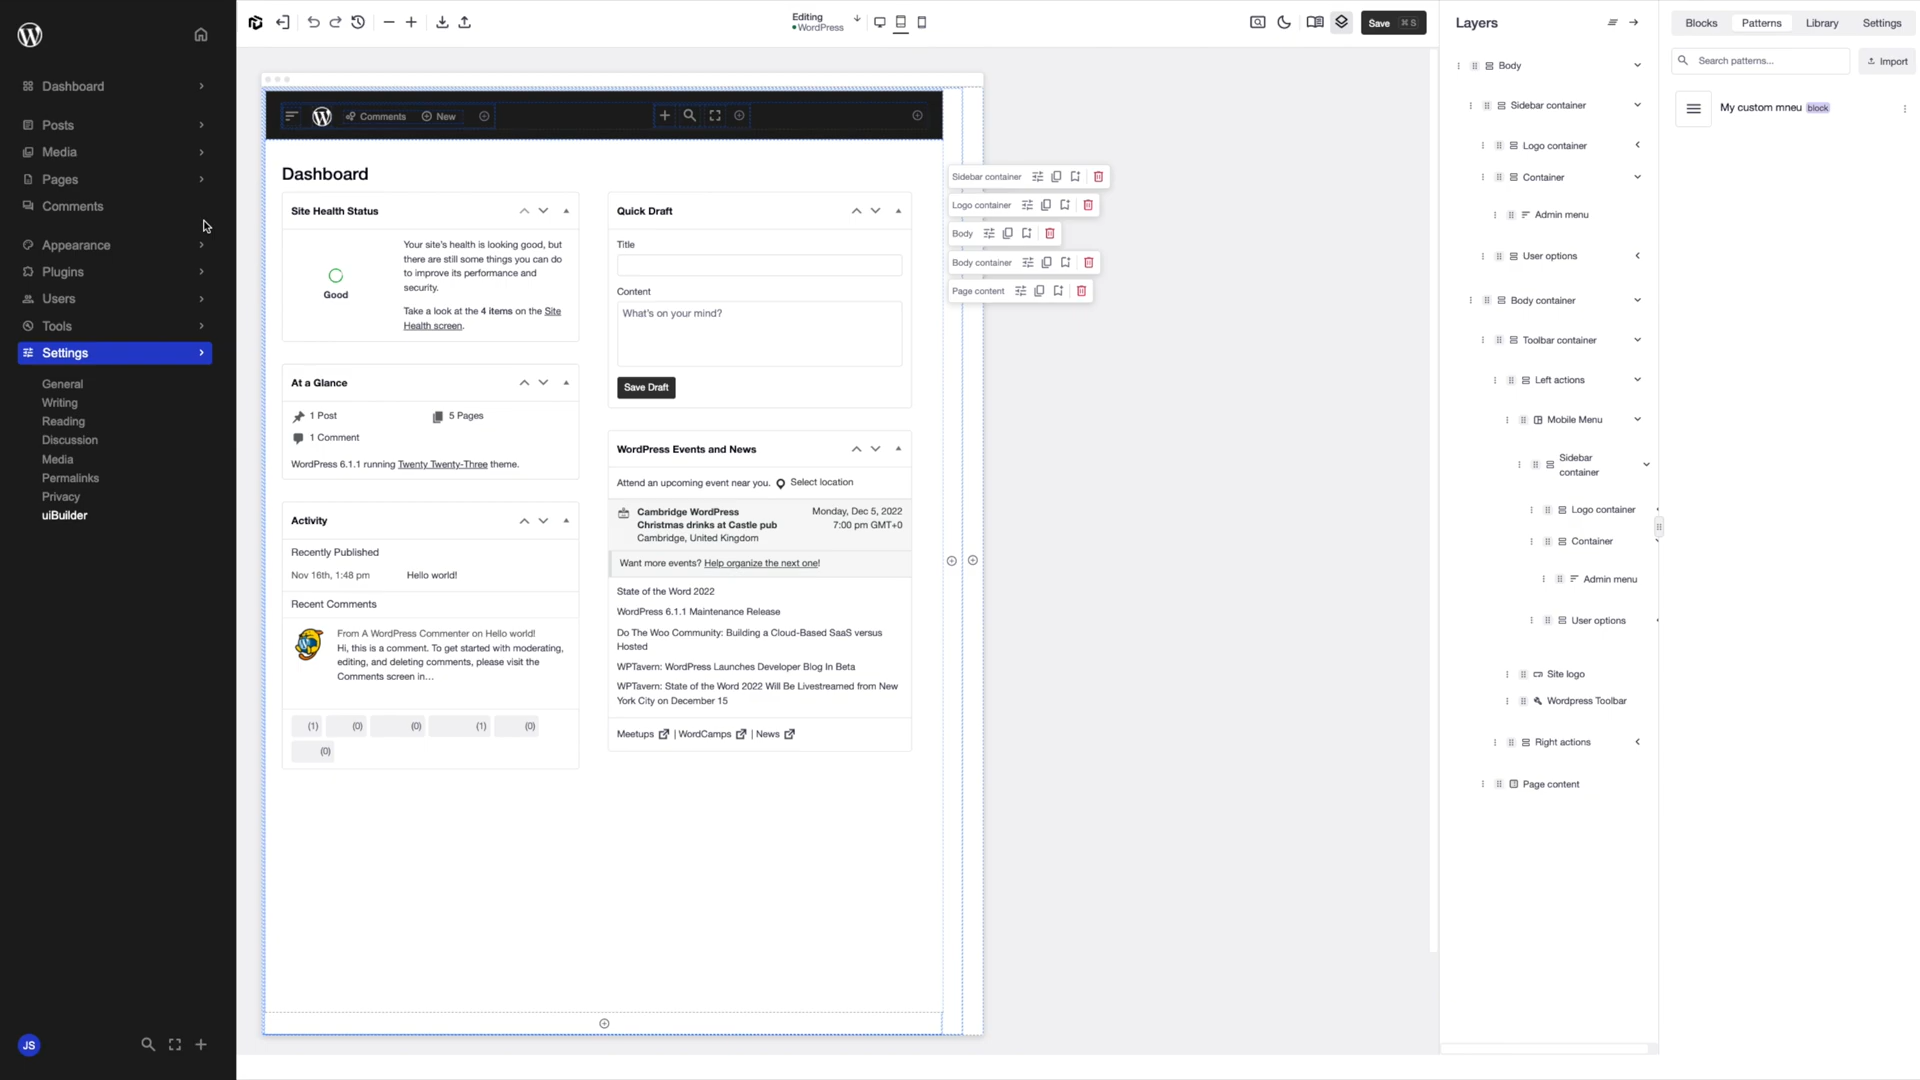 Dashboard
Posts
Media
Pages
Comments
Appearance
Plugins
Users
Tools
Settings
General
Writing
Reading
Discussion
Media
Permalinks
Privacy
uiBuilder
JS
Editing
WordPress
Save ⌘ S
Comments
New
Dashboard
Site Health Status
Good
Your site's health is looking good, but
there are still some things you can do
to improve its performance and
security.
Take a look at the 4 items on the Site
Health screen.
At a Glance
1 Post
5 Pages
1 Comment
WordPress 6.1.1 running Twenty Twenty-Three theme.
Activity
Recently Published
Nov 16th, 1:48 pm
Hello world!
Recent Comments
From A WordPress Commenter on Hello world!
Hi, this is a comment. To get started with moderating,
editing, and deleting comments, please visit the
Comments screen in…
(1)
(0)
(0)
(1)
(0)
(0)
Quick Draft
Title
Content
What's on your mind?
Save Draft
WordPress Events and News
Attend an upcoming event near you.
Select location
Cambridge WordPress
Christmas drinks at Castle pub
Cambridge, United Kingdom
Monday, Dec 5, 2022
7:00 pm GMT+0
Want more events? Help organize the next one!
State of the Word 2022
WordPress 6.1.1 Maintenance Release
Do The Woo Community: Building a Cloud-Based SaaS versus
Hosted
WPTavern: WordPress Launches Developer Blog In Beta
WPTavern: State of the Word 2022 Will Be Livestreamed from New
York City on December 15
Meetups | WordCamps | News
Sidebar container
Logo container
Body
Body container
Page content
Layers
Body
Sidebar container
Logo container
Container
Admin menu
User options
Body container
Toolbar container
Left actions
Mobile Menu
Sidebar
container
Logo container
Container
Admin menu
User options
Site logo
Wordpress Toolbar
Right actions
Page content
Blocks
Patterns
Library
Settings
Search patterns...
Import
My custom mneu block